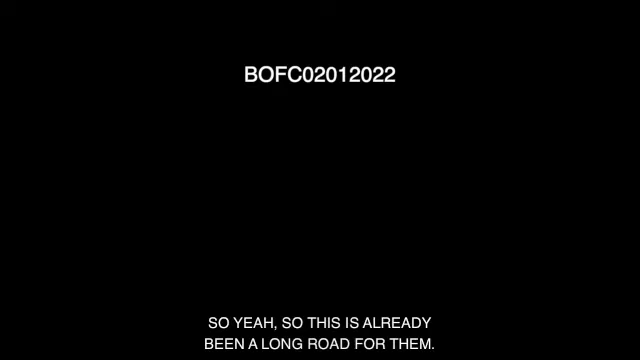 BOFC02012022
SO YEAH, SO THIS IS ALREADY
BEEN A LONG ROAD FOR THEM.